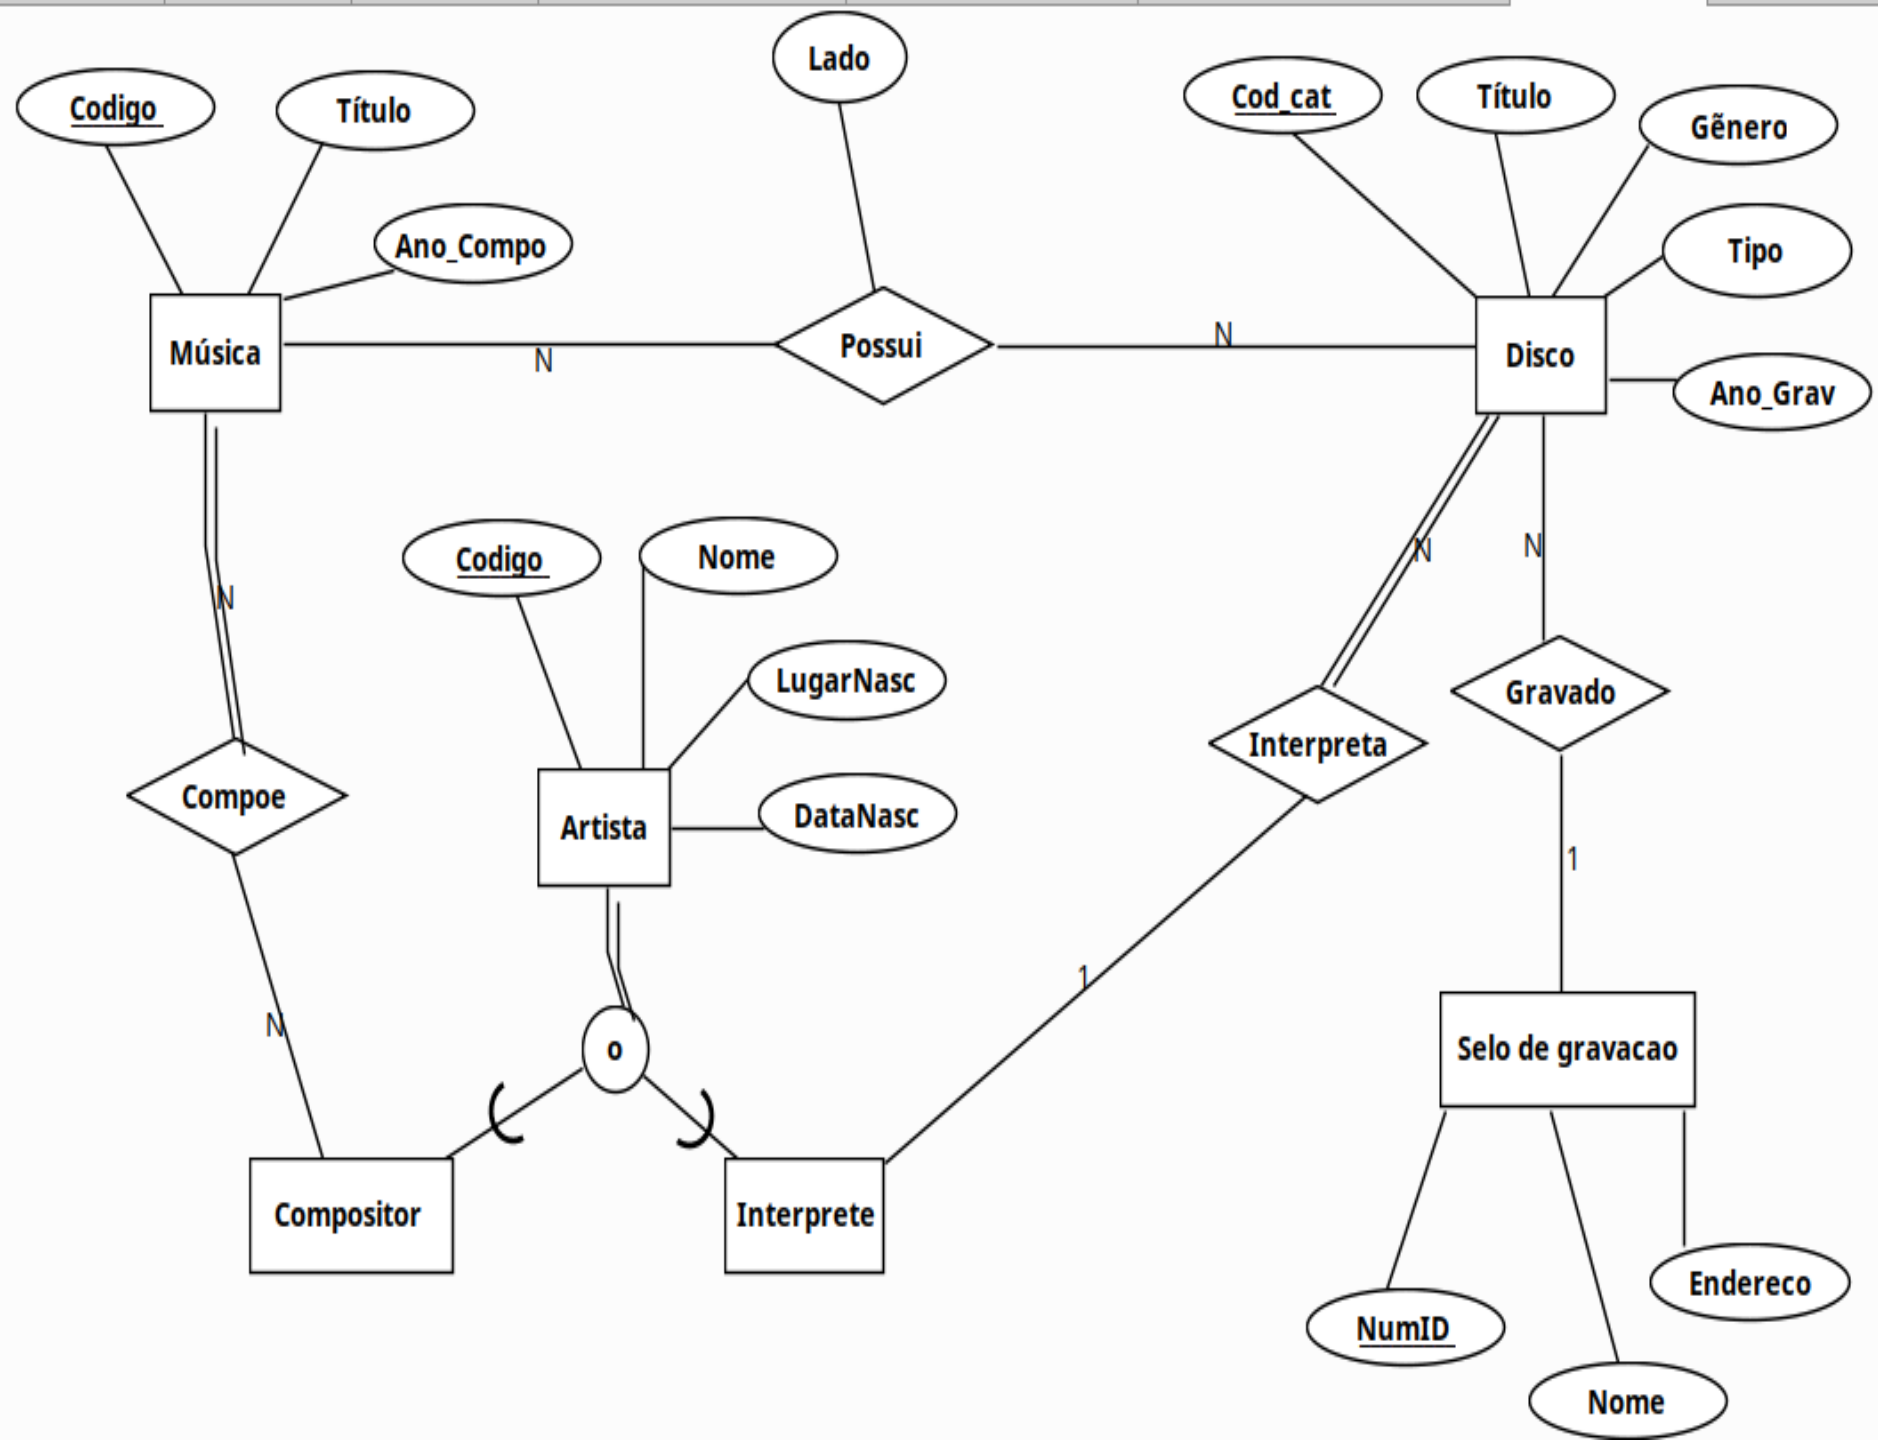 Lado
Codigo
Título
Cod_cat
Título
Gẽnero
Ano_Compo
Tipo
Música
N
Possui
N
Disco
Ano_Grav
Codigo
Nome
N
N
N
LugarNasc
Gravado
Interpreta
Compoe
Artista
DataNasc
1
1
N
o
Selo de gravacao
Compositor
Interprete
Endereco
NumID
Nome